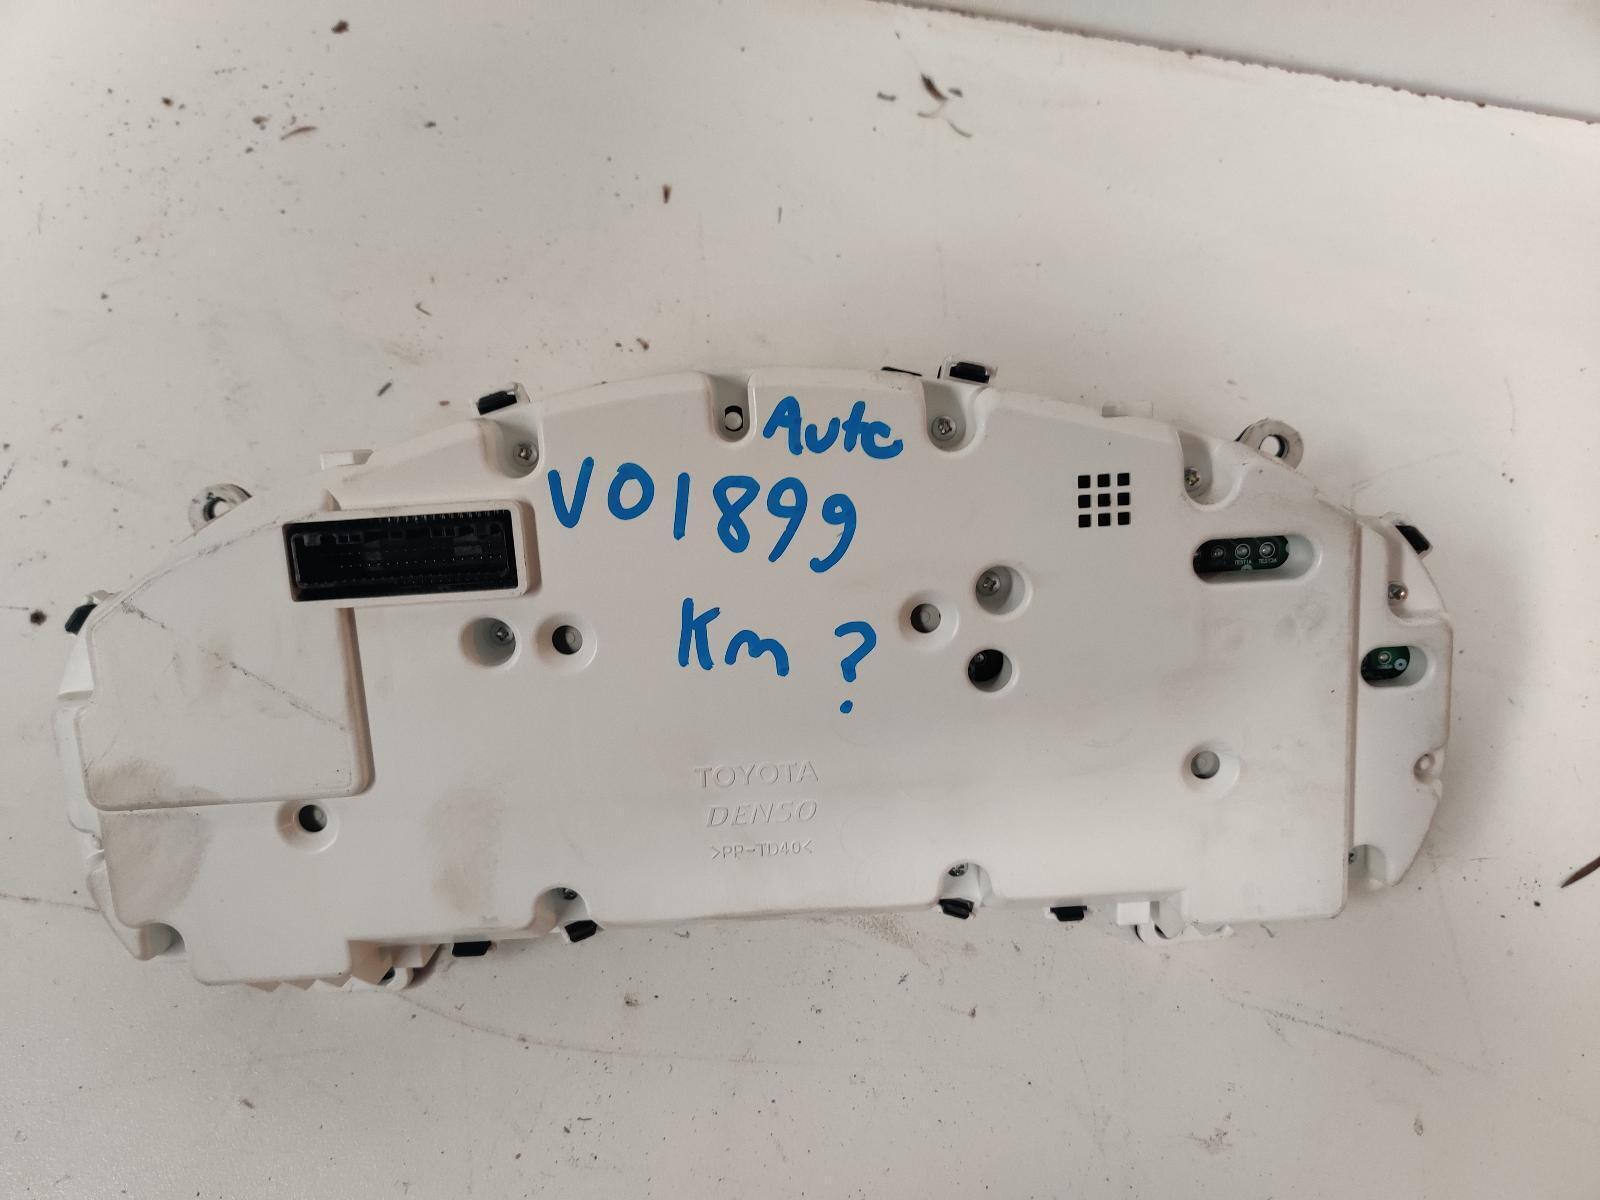 Auto
V01899
Km ?
TOYOTA
DENSO
>PP-TD40<